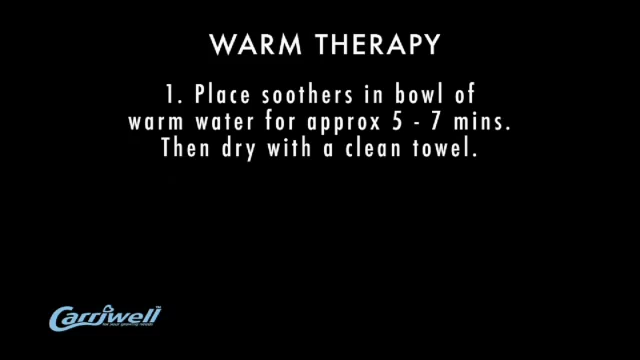 WARM THERAPY
1. Place soothers in bowl of
warm water for approx 5 - 7 mins.
Then dry with a clean towel.
Carriwell™